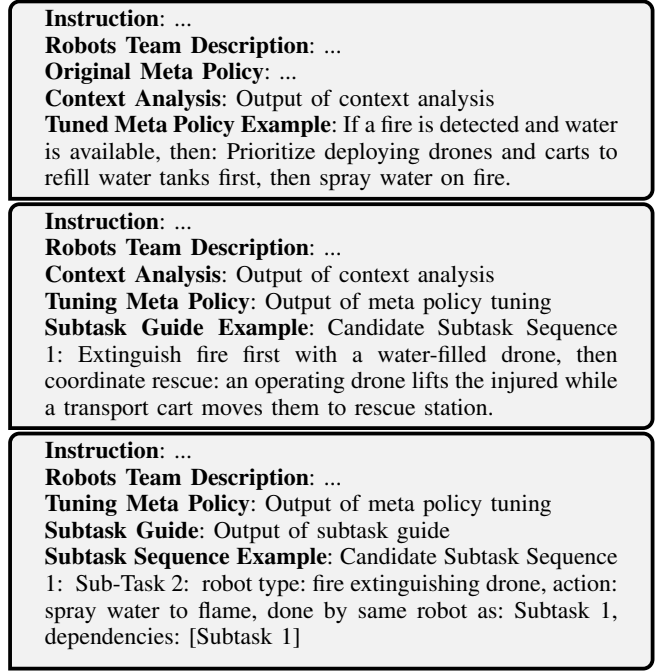 Instruction: ...
Robots Team Description: ...
Original Meta Policy: ...
Context Analysis: Output of context analysis
Tuned Meta Policy Example: If a fire is detected and water
is available, then: Prioritize deploying drones and carts to
refill water tanks first, then spray water on fire.
Instruction: ...
Robots Team Description: ...
Context Analysis: Output of context analysis
Tuning Meta Policy: Output of meta policy tuning
Subtask Guide Example: Candidate Subtask Sequence
1: Extinguish fire first with a water-filled drone, then
coordinate rescue: an operating drone lifts the injured while
a transport cart moves them to rescue station.
Instruction: ...
Robots Team Description: ...
Tuning Meta Policy: Output of meta policy tuning
Subtask Guide: Output of subtask guide
Subtask Sequence Example: Candidate Subtask Sequence
1: Sub-Task 2: robot type: fire extinguishing drone, action:
spray water to flame, done by same robot as: Subtask 1,
dependencies: [Subtask 1]